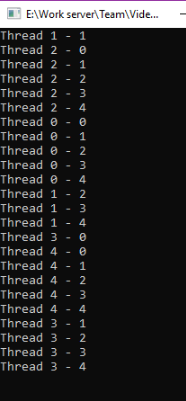 E:\Work server\Team\Vide
Thread 1 - 1
Thread 2 - 0
Thread 2 - 1
Thread 2 - 2
Thread 2 - 3
Thread 2 - 4
Thread 0 - 0
Thread 0 - 1
Thread 0 - 2
Thread 0 - 3
Thread 0 - 4
Thread 1 - 2
Thread 1 - 3
Thread 1 - 4
Thread 3 - 0
Thread 4 - 0
Thread 4 - 1
Thread 4 - 2
Thread 4 - 3
Thread 4 - 4
Thread 3 - 1
Thread 3 - 2
Thread 3 - 3
Thread 3 - 4